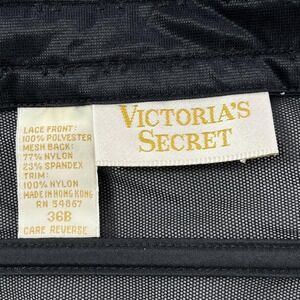 LACE FRONT:
100% POLYESTER
MESH BACK:
77% NYLON
23% SPANDEX
TRIM:
100% NYLON
MADE IN HONG KONG
RN 54867
36B
CARE REVERSE
VICTORIA'S
SECRET